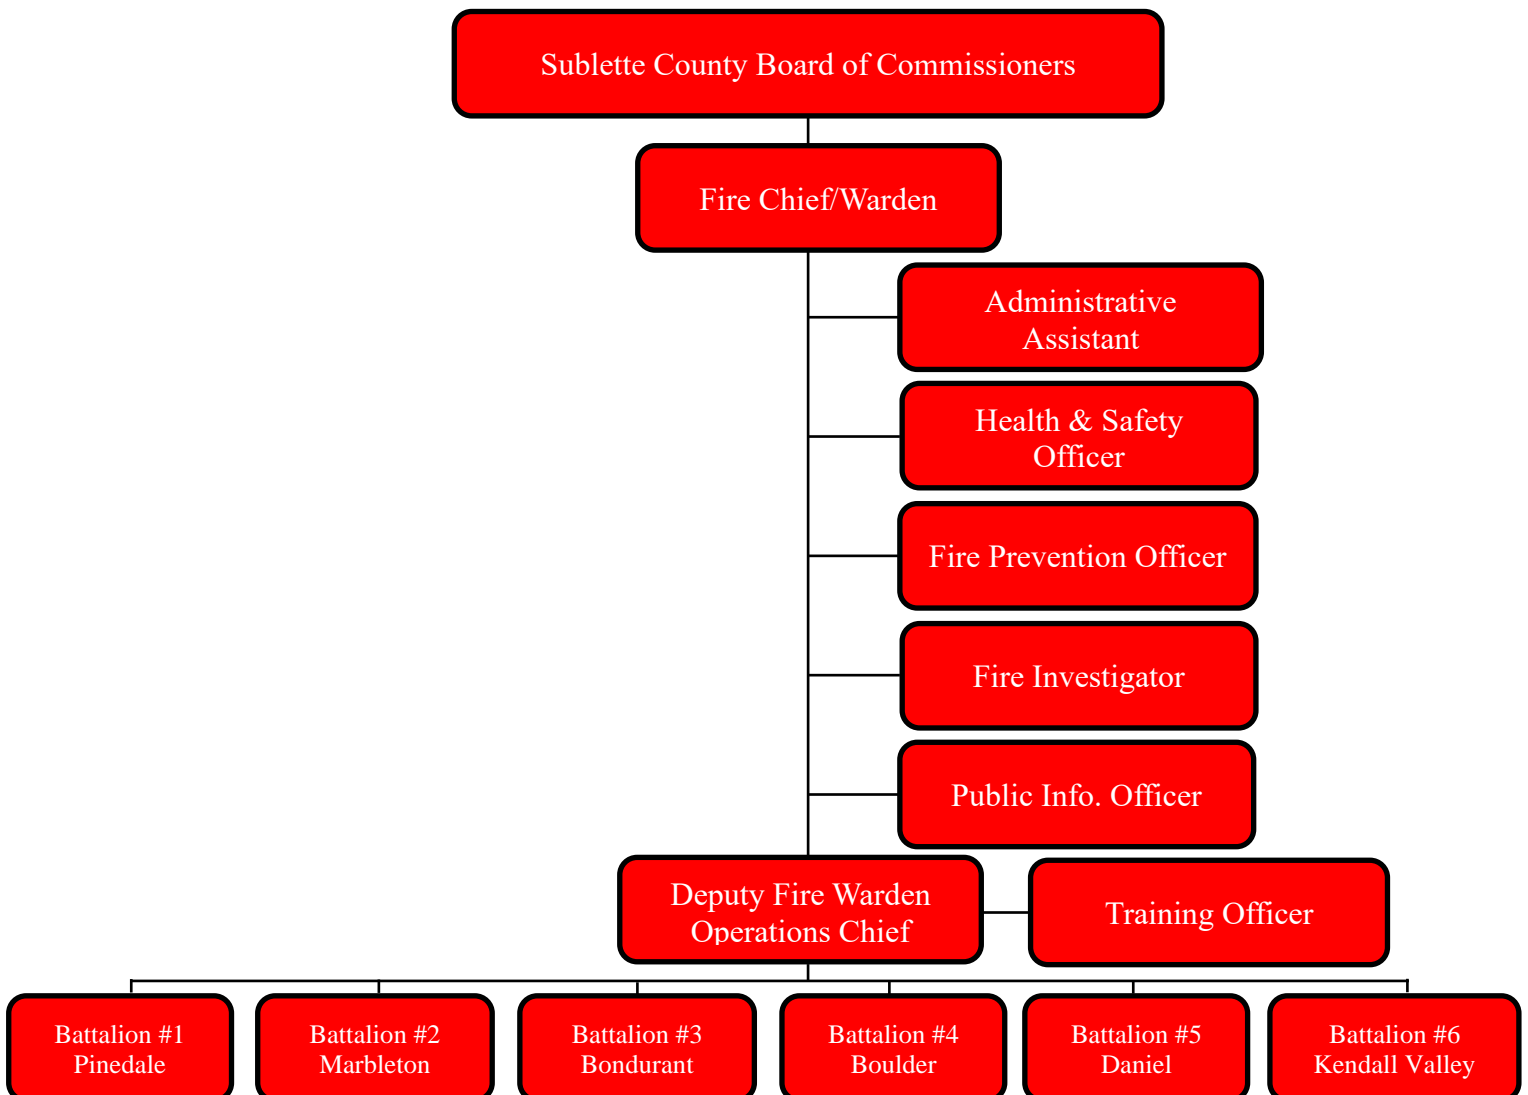 Sublette County Board of Commissioners
Fire Chief/Warden
Administrative
Assistant
Health & Safety
Officer
Fire Prevention Officer
Fire Investigator
Public Info. Officer
Deputy Fire Warden
Operations Chief
Training Officer
Battalion #1
Pinedale
Battalion #2
Marbleton
Battalion #3
Bondurant
Battalion #4
Boulder
Battalion #5
Daniel
Battalion #6
Kendall Valley